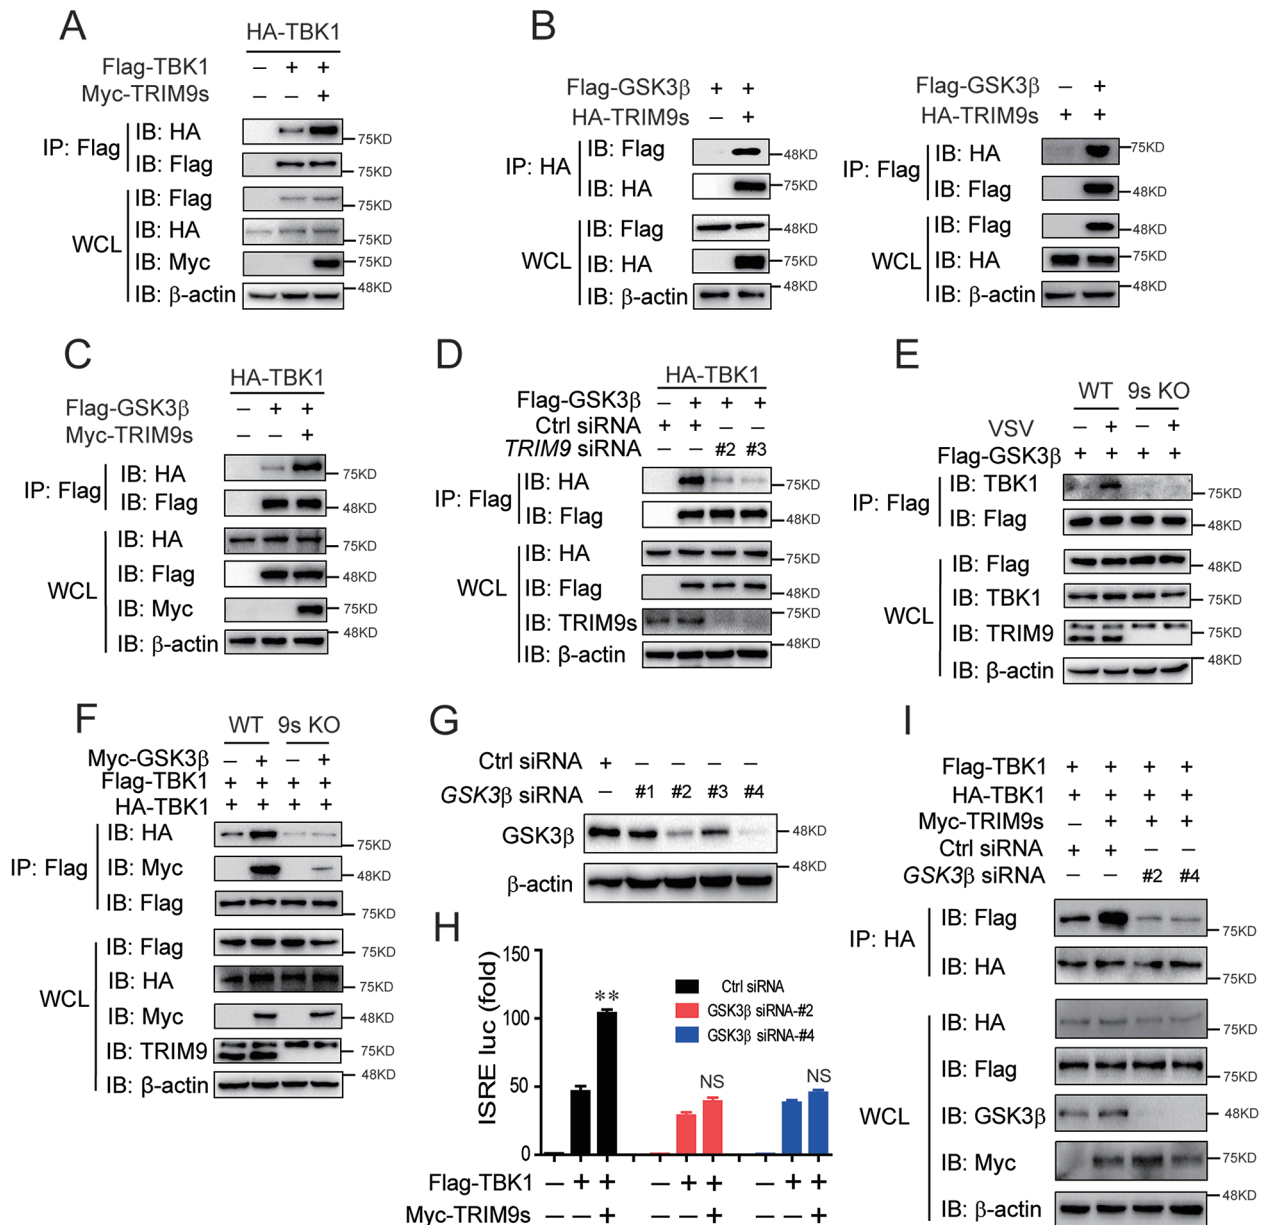 A
HA-TBK1
Flag-TBK1 – + +
Myc-TRIM9s – – +
IP: Flag
IB: HA 75KD
IB: Flag 75KD
WCL
IB: Flag 75KD
IB: HA 75KD
IB: Myc 75KD
IB: β-actin 48KD
B
Flag-GSK3β + +
HA-TRIM9s – +
IP: HA
IB: Flag 48KD
IB: HA 75KD
WCL
IB: Flag 48KD
IB: HA 75KD
IB: β-actin 48KD
Flag-GSK3β – +
HA-TRIM9s + +
IP: Flag
IB: HA 75KD
IB: Flag 48KD
WCL
IB: Flag 48KD
IB: HA 75KD
IB: β-actin 48KD
C
HA-TBK1
Flag-GSK3β – + +
Myc-TRIM9s – – +
IP: Flag
IB: HA 75KD
IB: Flag 48KD
WCL
IB: HA 75KD
IB: Flag 48KD
IB: Myc 75KD
IB: β-actin 48KD
D
HA-TBK1
Flag-GSK3β – + + +
Ctrl siRNA + + – –
TRIM9 siRNA – – #2 #3
IP: Flag
IB: HA 75KD
IB: Flag 48KD
WCL
IB: HA 75KD
IB: Flag 48KD
IB: TRIM9s 75KD
IB: β-actin 48KD
E
WT 9s KO
VSV – + – +
Flag-GSK3β + + + +
IP: Flag
IB: TBK1 75KD
IB: Flag 48KD
WCL
IB: Flag 48KD
IB: TBK1 75KD
IB: TRIM9 75KD
IB: β-actin 48KD
F
WT 9s KO
Myc-GSK3β – + – +
Flag-TBK1 + + + +
HA-TBK1 + + + +
IP: Flag
IB: HA 75KD
IB: Myc 48KD
IB: Flag 75KD
WCL
IB: Flag 75KD
IB: HA 75KD
IB: Myc 48KD
IB: TRIM9 75KD
IB: β-actin 48KD
G
Ctrl siRNA + – – – –
GSK3β siRNA – #1 #2 #3 #4
GSK3β 48KD
β-actin 48KD
H
ISRE luc (fold)
150
100
50
0
**
NS
NS
Ctrl siRNA
GSK3β siRNA-#2
GSK3β siRNA-#4
Flag-TBK1 – + + – + + – + +
Myc-TRIM9s – – + – – + – – +
I
Flag-TBK1 + + + +
HA-TBK1 + + + +
Myc-TRIM9s – + + +
Ctrl siRNA + + – –
GSK3β siRNA – – #2 #4
IP: HA
IB: Flag 75KD
IB: HA 75KD
WCL
IB: HA 75KD
IB: Flag 75KD
IB: GSK3β 48KD
IB: Myc 75KD
IB: β-actin 48KD